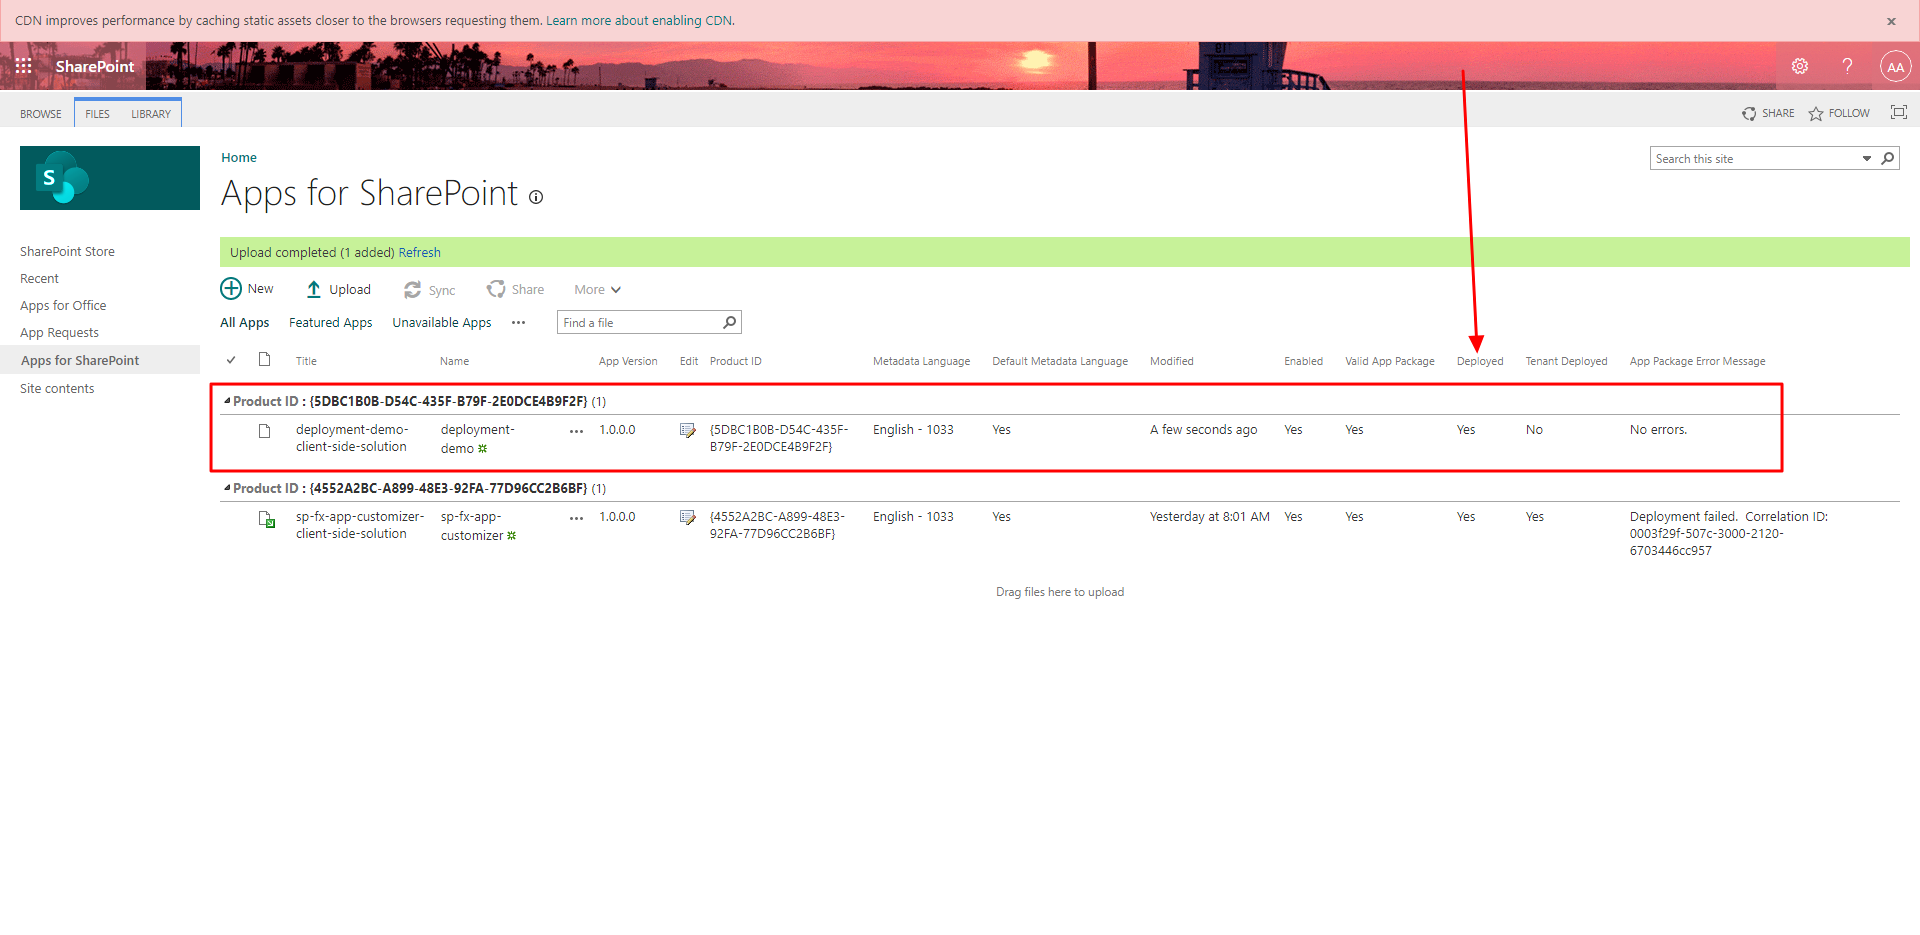 CDN improves performance by caching static assets closer to the browsers requesting them. Learn more about enabling CDN.
SharePoint
AA
BROWSE FILES LIBRARY SHARE FOLLOW
S
Home
Search this site
Apps for SharePoint
SharePoint Store
Recent
Apps for Office
App Requests
Apps for SharePoint
Site contents
Upload completed (1 added) Refresh
New Upload Sync Share More
All Apps Featured Apps Unavailable Apps ••• Find a file
Title Name App Version Edit Product ID Metadata Language Default Metadata Language Modified Enabled Valid App Package Deployed Tenant Deployed App Package Error Message
Product ID : {5DBC1B0B-D54C-435F-B79F-2E0DCE4B9F2F} (1)
deployment-demo- deployment- ••• 1.0.0.0 {5DBC1B0B-D54C-435F- English - 1033 Yes A few seconds ago Yes Yes Yes No No errors.
client-side-solution demo B79F-2E0DCE4B9F2F}
Product ID : {4552A2BC-A899-48E3-92FA-77D96CC2B6BF} (1)
sp-fx-app-customizer- sp-fx-app- ••• 1.0.0.0 {4552A2BC-A899-48E3- English - 1033 Yes Yesterday at 8:01 AM Yes Yes Yes Yes Deployment failed. Correlation ID:
client-side-solution customizer 92FA-77D96CC2B6BF} 0003f29f-507c-3000-2120-
6703446cc957
Drag files here to upload